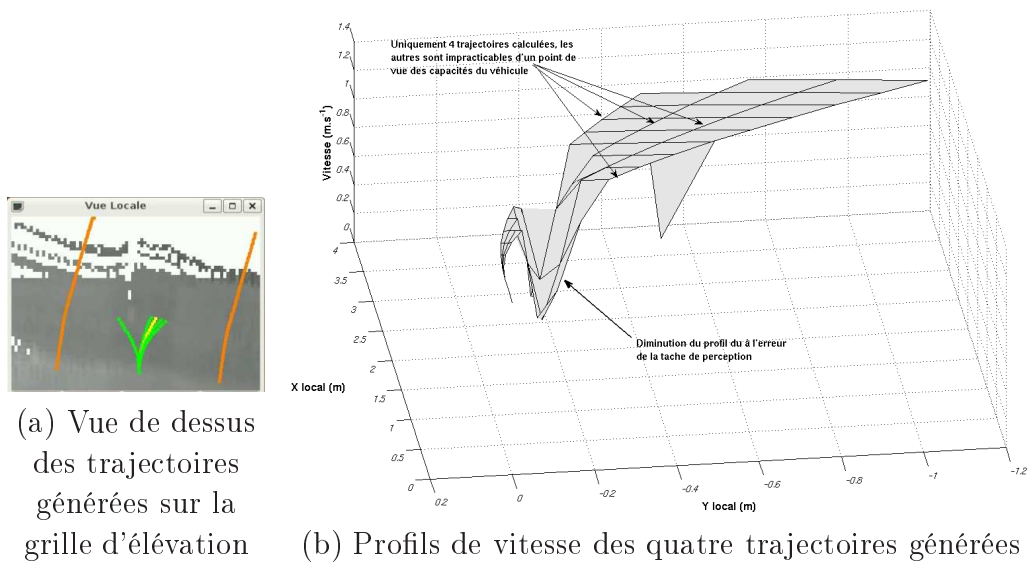 Uniquement 4 trajectoires calculées, les
autres sont impracticables d'un point de
vue des capacités du véhicule
Vitesse (m.s⁻¹)
1.4
1.2
1
0.8
0.6
0.4
0.2
0
4
3.5
3
2.5
2
1.5
1
0.5
0
X local (m)
0.2
0
-0.2
-0.4
-0.6
-0.8
-1
-1.2
Y local (m)
Diminution du profil du à l'erreur
de la tache de perception
Vue Locale
(a) Vue de dessus
des trajectoires
générées sur la
grille d'élévation
(b) Profils de vitesse des quatre trajectoires générées